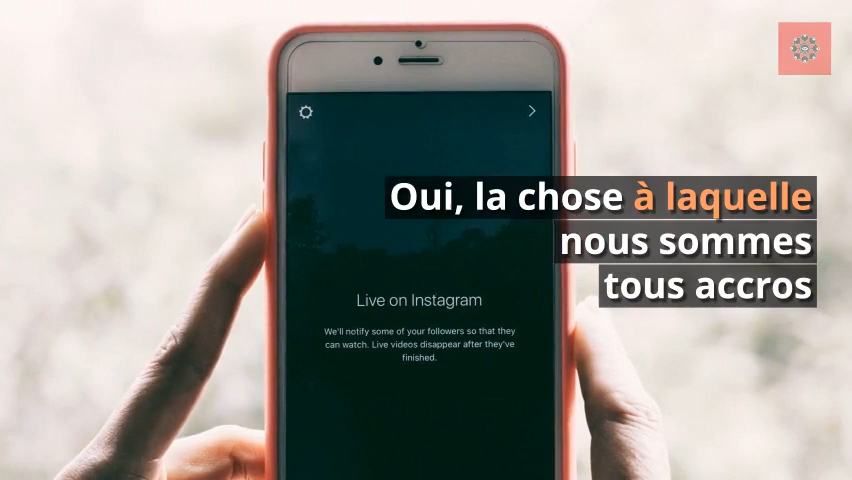 Oui, la chose à laquelle
nous sommes
tous accros
Live on Instagram
We'll notify some of your followers so that they
can watch. Live videos disappear after they've
finished.